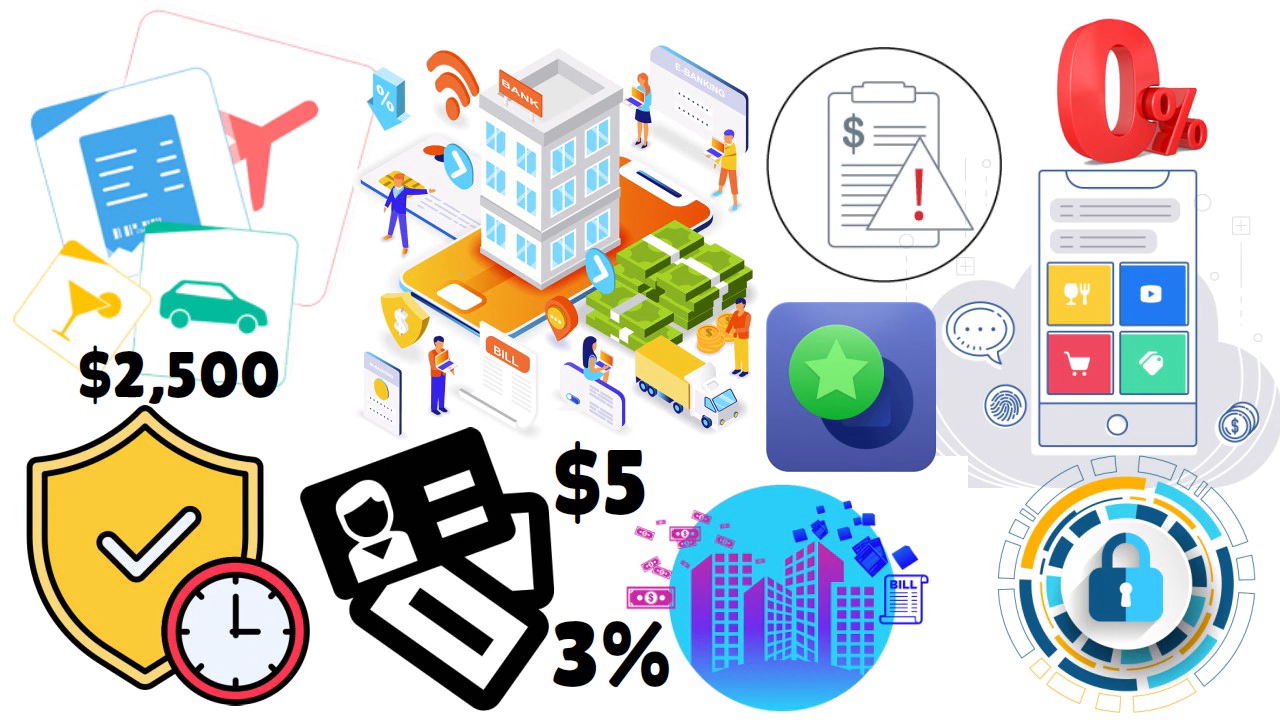 $2,500
%
BANK
E-BANKING
$
BILL
$
!
0%
$
$5
3%
$
BILL